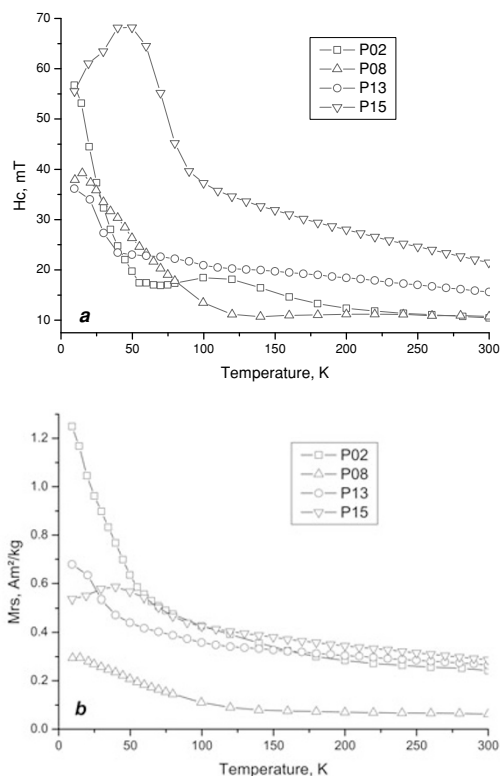 70
60
50
40
30
20
10
Hc, mT
P02
P08
P13
P15
a
0 50 100 150 200 250 300
Temperature, K
1.2
1.0
0.8
0.6
0.4
0.2
0.0
Mrs, Am²/kg
P02
P08
P13
P15
b
0 50 100 150 200 250 300
Temperature, K